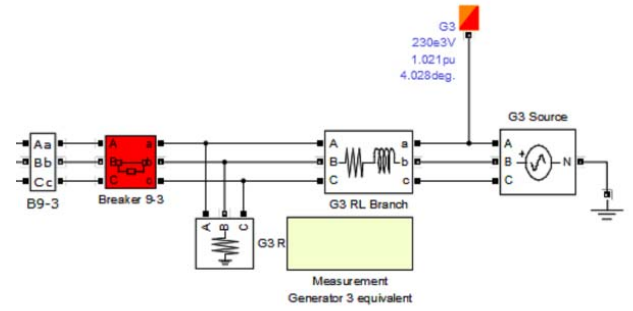 G3
230e3V
1.021pu
4.028deg.
G3 Source
Aa
Bb
Cc
B9-3
A
B
C
a
b
c
Breaker 9-3
A
B
C
a
b
c
G3 RL Branch
A
B
C
N
A
B
C
G3 R
Measurement
Generator 3 equivalent